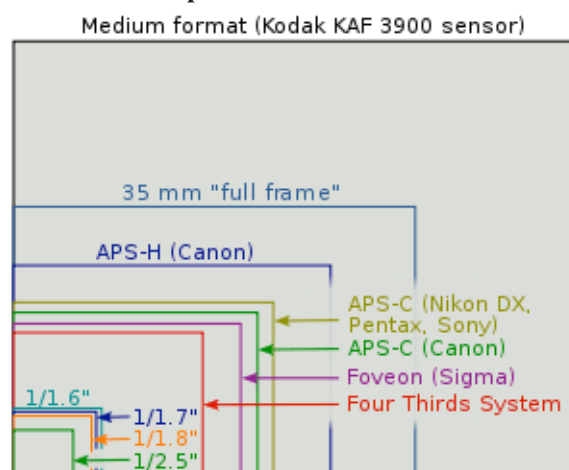 Medium format (Kodak KAF 3900 sensor)
35 mm "full frame"
APS-H (Canon)
APS-C (Nikon DX,
Pentax, Sony)
APS-C (Canon)
Foveon (Sigma)
Four Thirds System
1/1.6"
1/1.7"
1/1.8"
1/2.5"